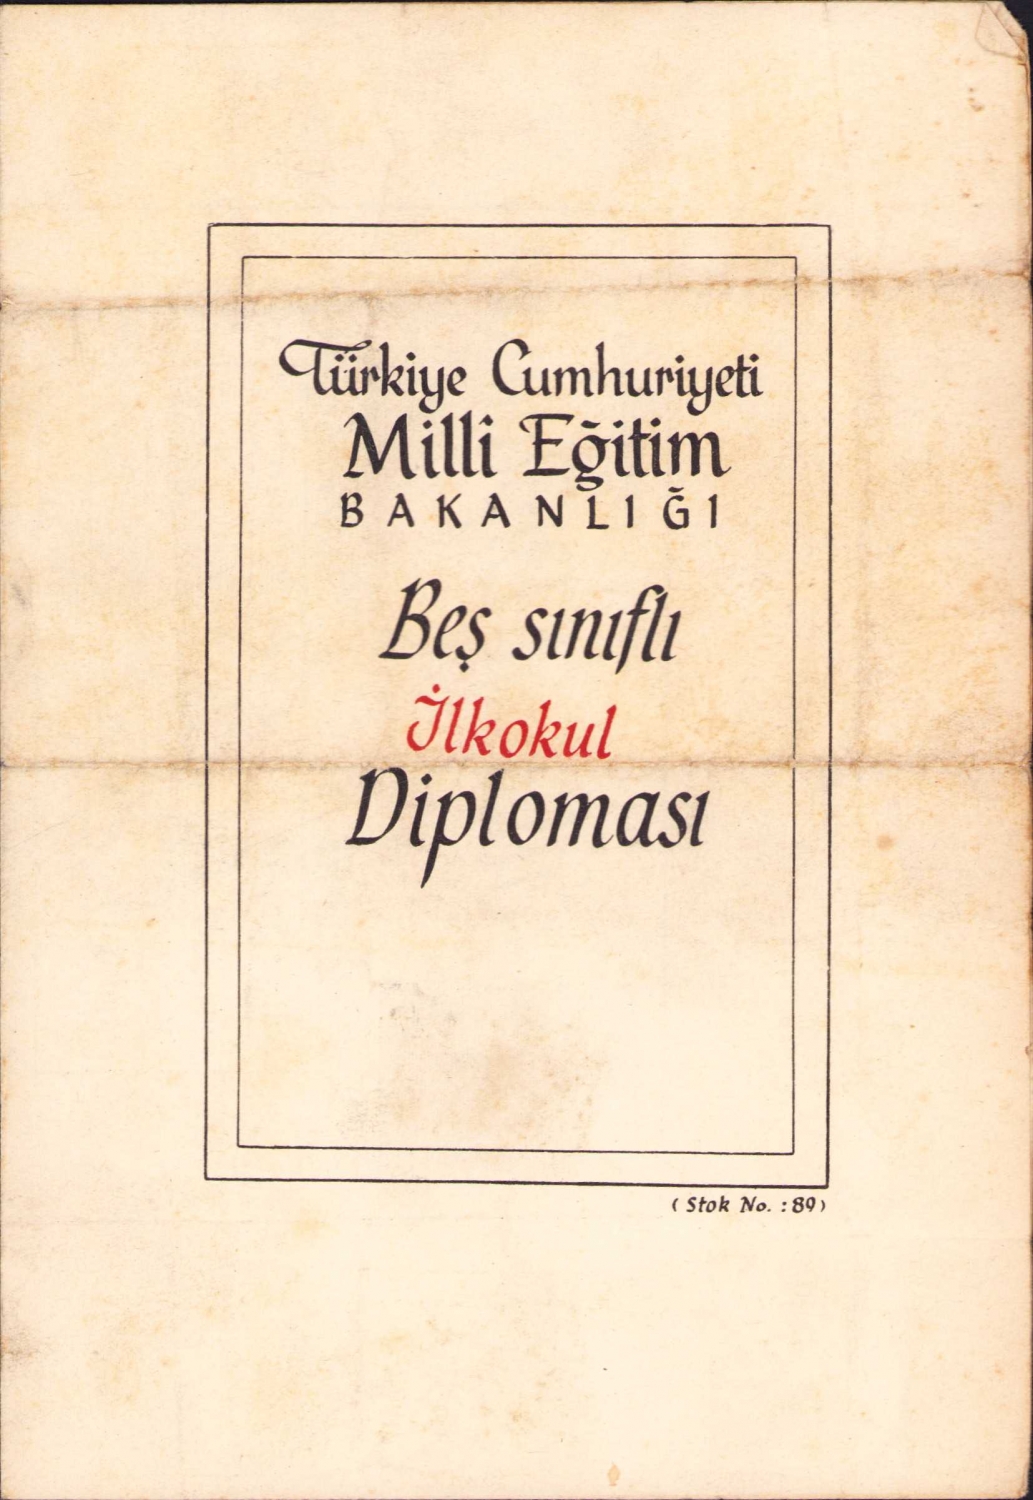 Türkiye Cumhuriyeti
Milli Eğitim
BAKANLIĞI
Beş sınıflı
İlkokul
Diploması
( Stok No. : 89)